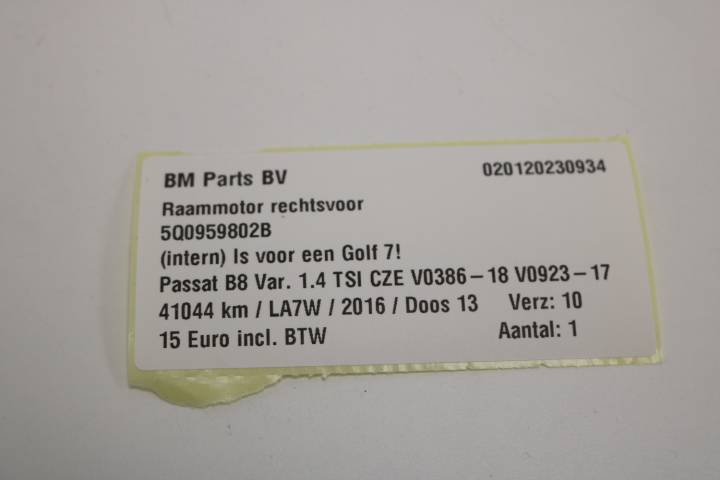 BM Parts BV 020120230934
Raammotor rechtsvoor
5Q0959802B
(intern) Is voor een Golf 7!
Passat B8 Var. 1.4 TSI CZE V0386-18 V0923-17
41044 km / LA7W / 2016 / Doos 13 Verz: 10
15 Euro incl. BTW Aantal: 1